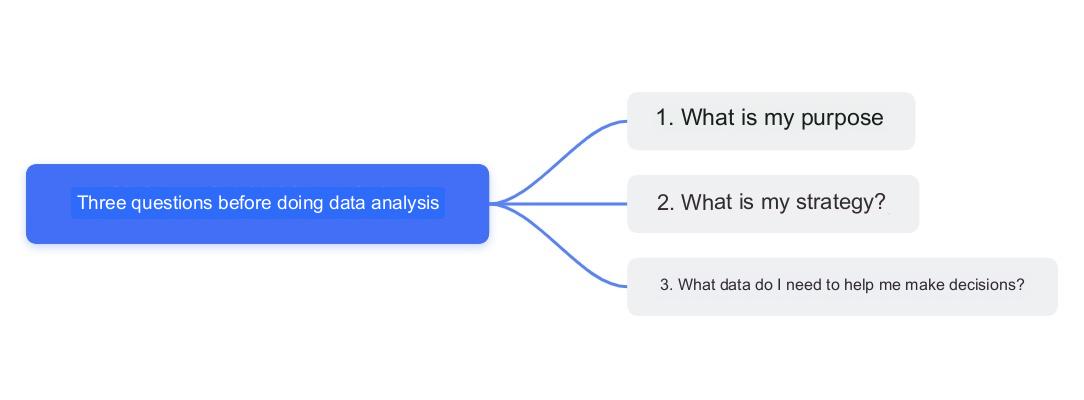 Three questions before doing data analysis
1. What is my purpose
2. What is my strategy?
3. What data do I need to help me make decisions?